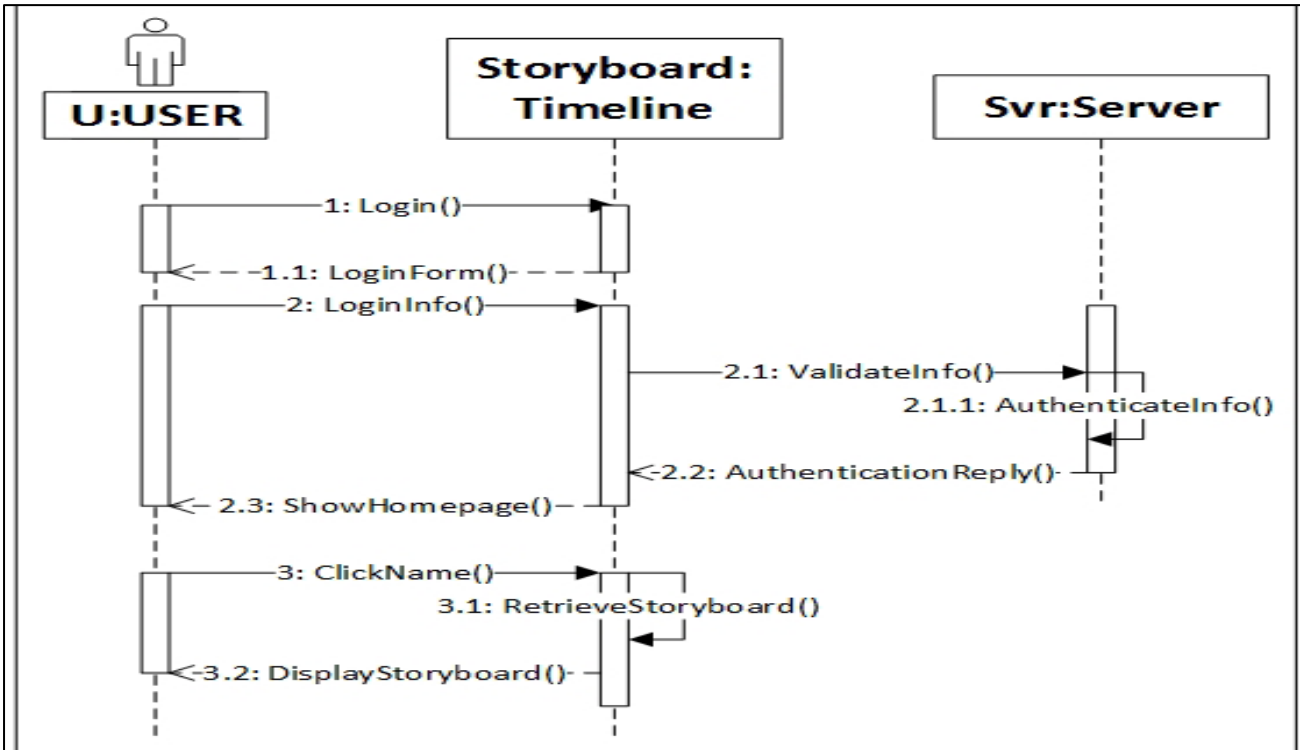 U:USER
Storyboard:
Timeline
Svr:Server
1: Login()
1.1: LoginForm()
2: LoginInfo()
2.1: ValidateInfo()
2.1.1: AuthenticateInfo()
2.2: AuthenticationReply()
2.3: ShowHomepage()
3: ClickName()
3.1: RetrieveStoryboard()
3.2: DisplayStoryboard()